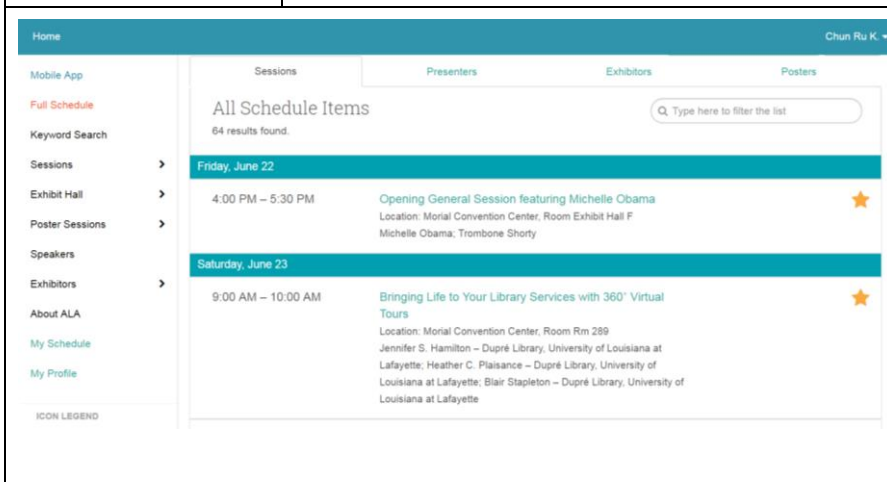 Home
Chun Ru K.
Mobile App
Full Schedule
Keyword Search
Sessions
Exhibit Hall
Poster Sessions
Speakers
Exhibitors
About ALA
My Schedule
My Profile
ICON LEGEND
Sessions
Presenters
Exhibitors
Posters
All Schedule Items
64 results found.
Type here to filter the list
Friday, June 22
4:00 PM – 5:30 PM
Opening General Session featuring Michelle Obama
Location: Morial Convention Center, Room Exhibit Hall F
Michelle Obama; Trombone Shorty
Saturday, June 23
9:00 AM – 10:00 AM
Bringing Life to Your Library Services with 360° Virtual
Tours
Location: Morial Convention Center, Room Rm 289
Jennifer S. Hamilton – Dupré Library, University of Louisiana at
Lafayette; Heather C. Plaisance – Dupré Library, University of
Louisiana at Lafayette; Blair Stapleton – Dupré Library, University of
Louisiana at Lafayette